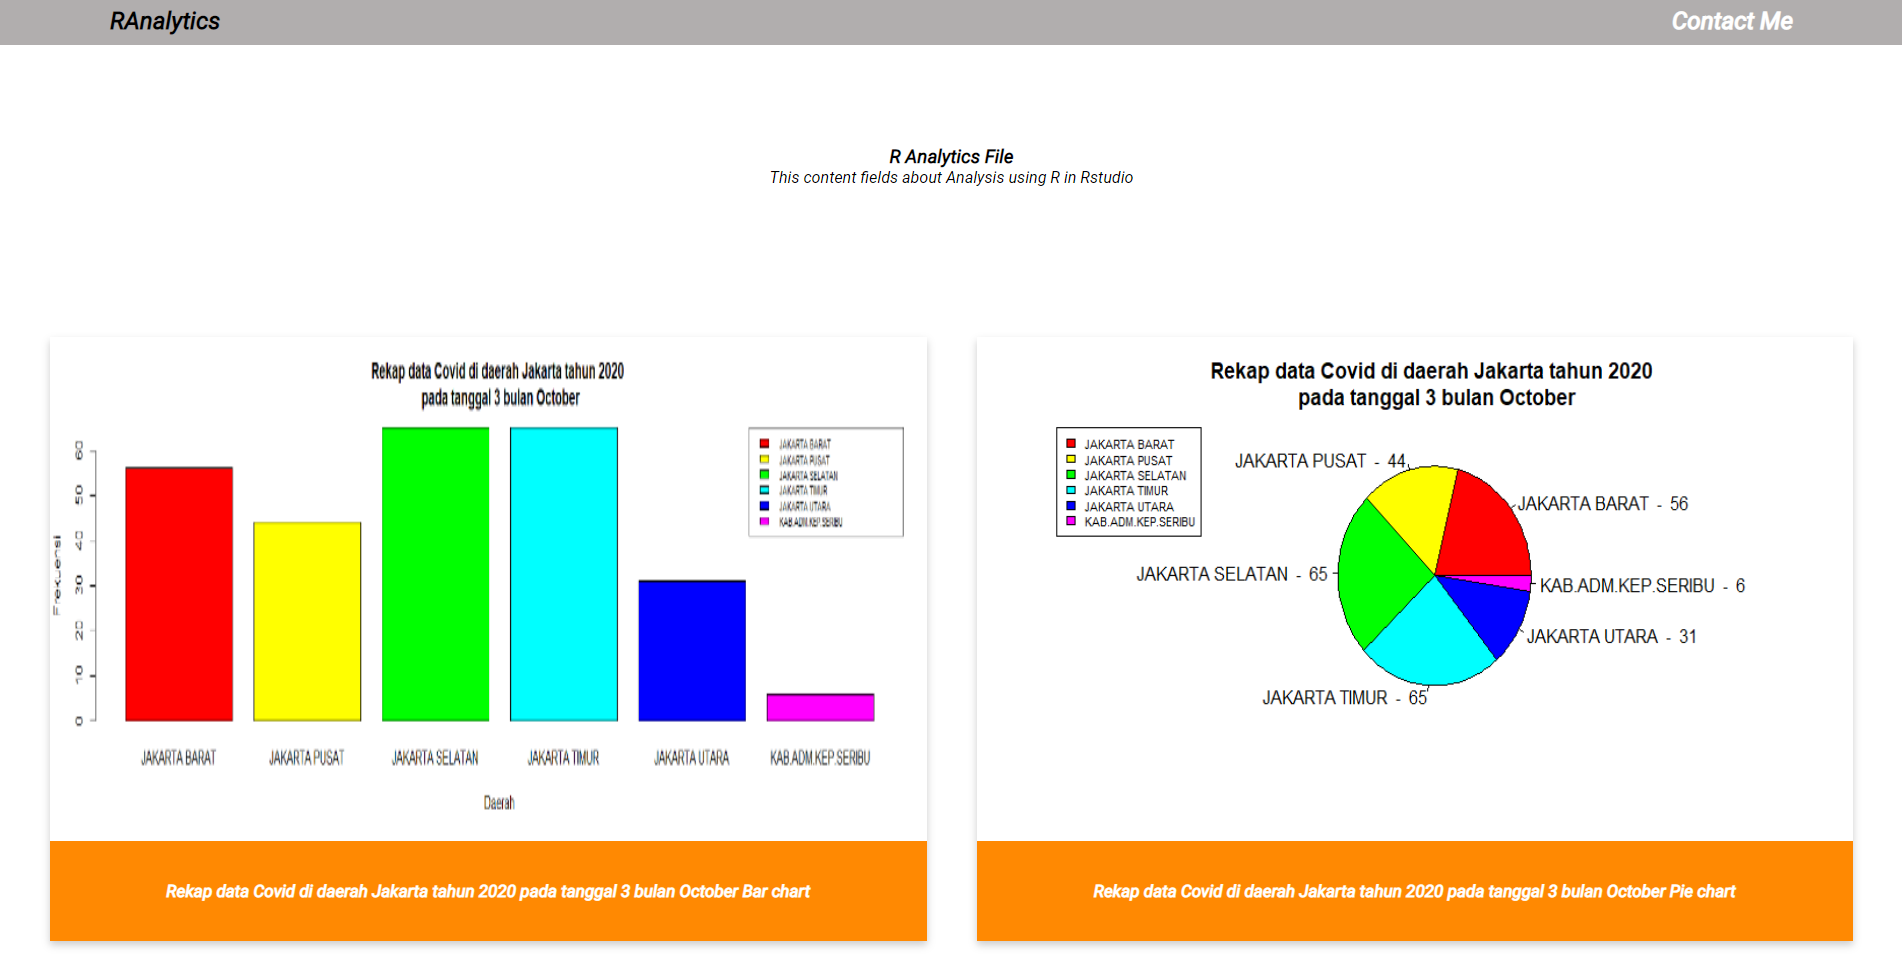 RAnalytics
Contact Me
R Analytics File
This content fields about Analysis using R in Rstudio
Rekap data Covid di daerah Jakarta tahun 2020
pada tanggal 3 bulan October
JAKARTA BARAT
JAKARTA PUSAT
JAKARTA SELATAN
JAKARTA TIMUR
JAKARTA UTARA
KAB.ADM.KEP.SERIBU
Frekuensi
60
50
40
30
20
10
0
JAKARTA BARAT
JAKARTA PUSAT
JAKARTA SELATAN
JAKARTA TIMUR
JAKARTA UTARA
KAB.ADM.KEP.SERIBU
Daerah
Rekap data Covid di daerah Jakarta tahun 2020 pada tanggal 3 bulan October Bar chart
Rekap data Covid di daerah Jakarta tahun 2020
pada tanggal 3 bulan October
JAKARTA BARAT
JAKARTA PUSAT
JAKARTA SELATAN
JAKARTA TIMUR
JAKARTA UTARA
KAB.ADM.KEP.SERIBU
JAKARTA PUSAT - 44
JAKARTA BARAT - 56
JAKARTA SELATAN - 65
KAB.ADM.KEP.SERIBU - 6
JAKARTA UTARA - 31
JAKARTA TIMUR - 65
Rekap data Covid di daerah Jakarta tahun 2020 pada tanggal 3 bulan October Pie chart